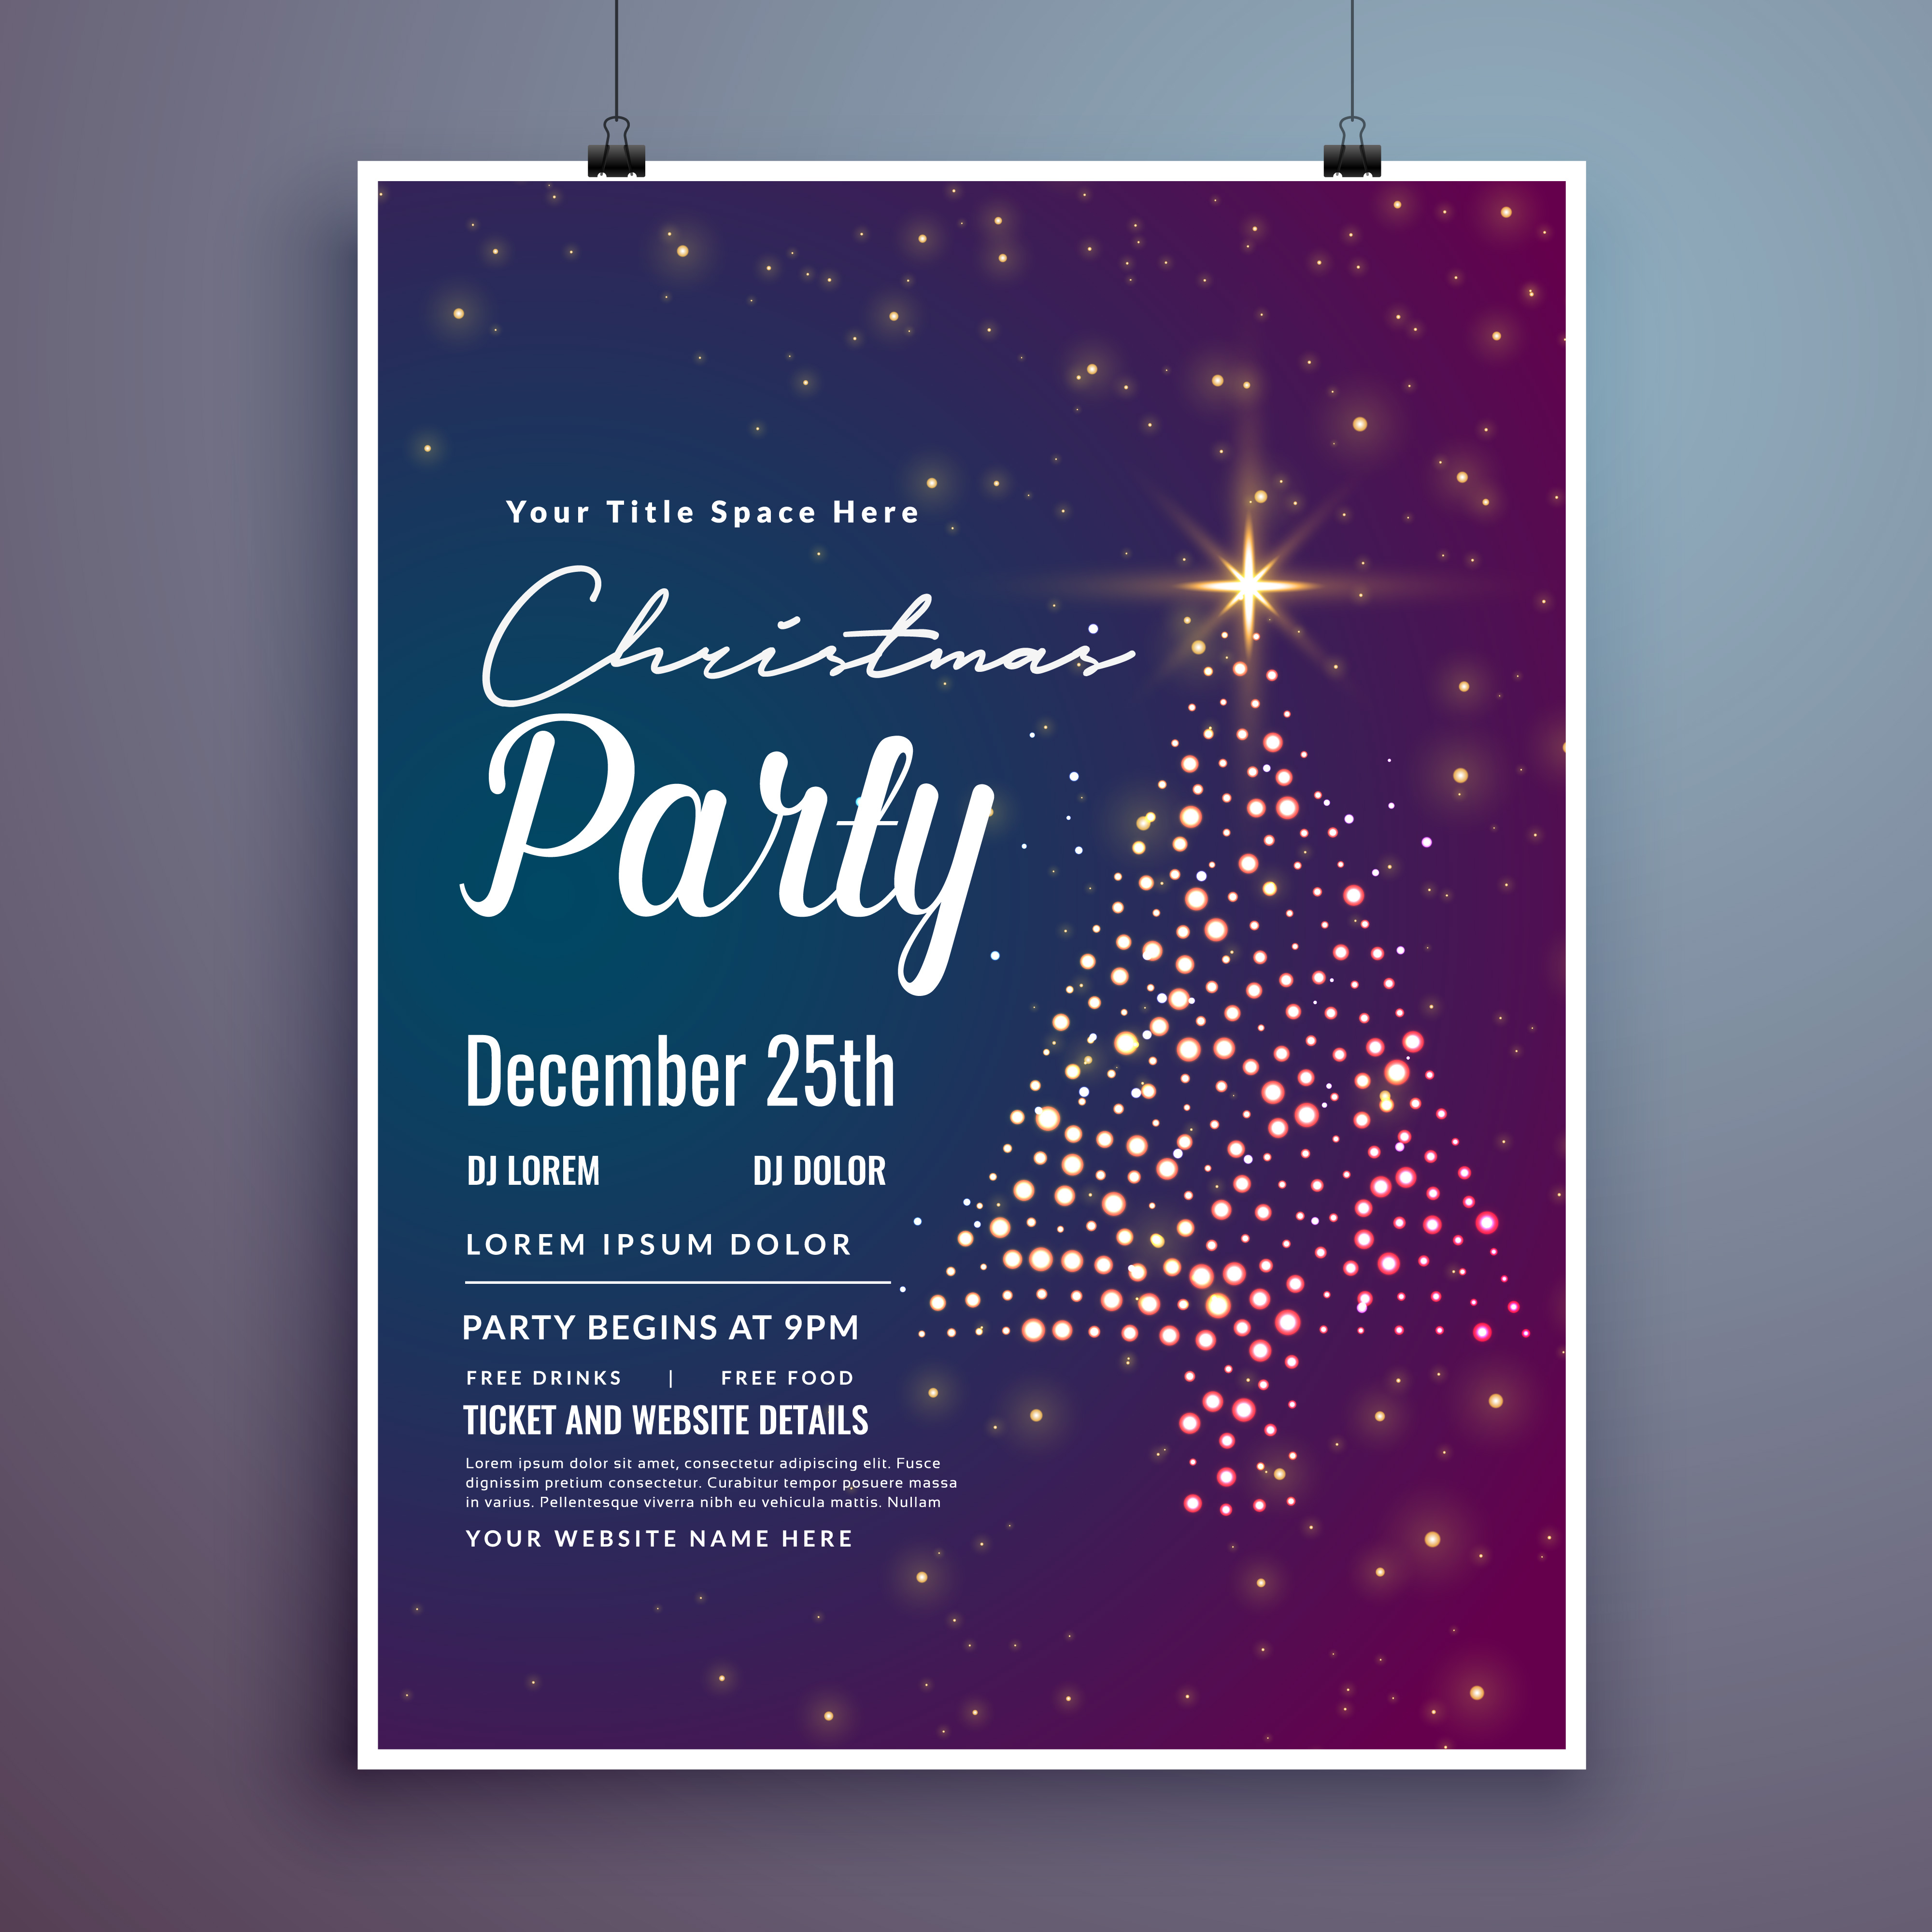 Your Title Space Here
Christmas
Party
December 25th
DJ LOREM DJ DOLOR
LOREM IPSUM DOLOR
PARTY BEGINS AT 9PM
FREE DRINKS | FREE FOOD
TICKET AND WEBSITE DETAILS
Lorem ipsum dolor sit amet, consectetur adipiscing elit. Fusce
dignissim pretium consectetur. Curabitur tempor posuere massa
in varius. Pellentesque viverra nibh eu vehicula mattis. Nullam
YOUR WEBSITE NAME HERE